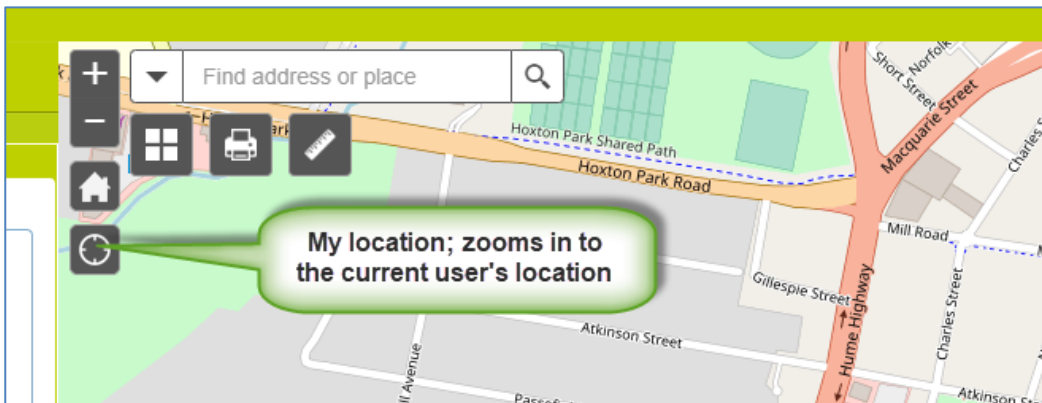 +
Find address or place
−
Hoxton Park Shared Path
Hoxton Park Road
Short Street
Norfolk
Macquarie Street
Charles S
My location; zooms in to
the current user's location
Mill Road
Gillespie Street
Hume Highway
Charles Street
Atkinson Street
Avenue
Atkinson